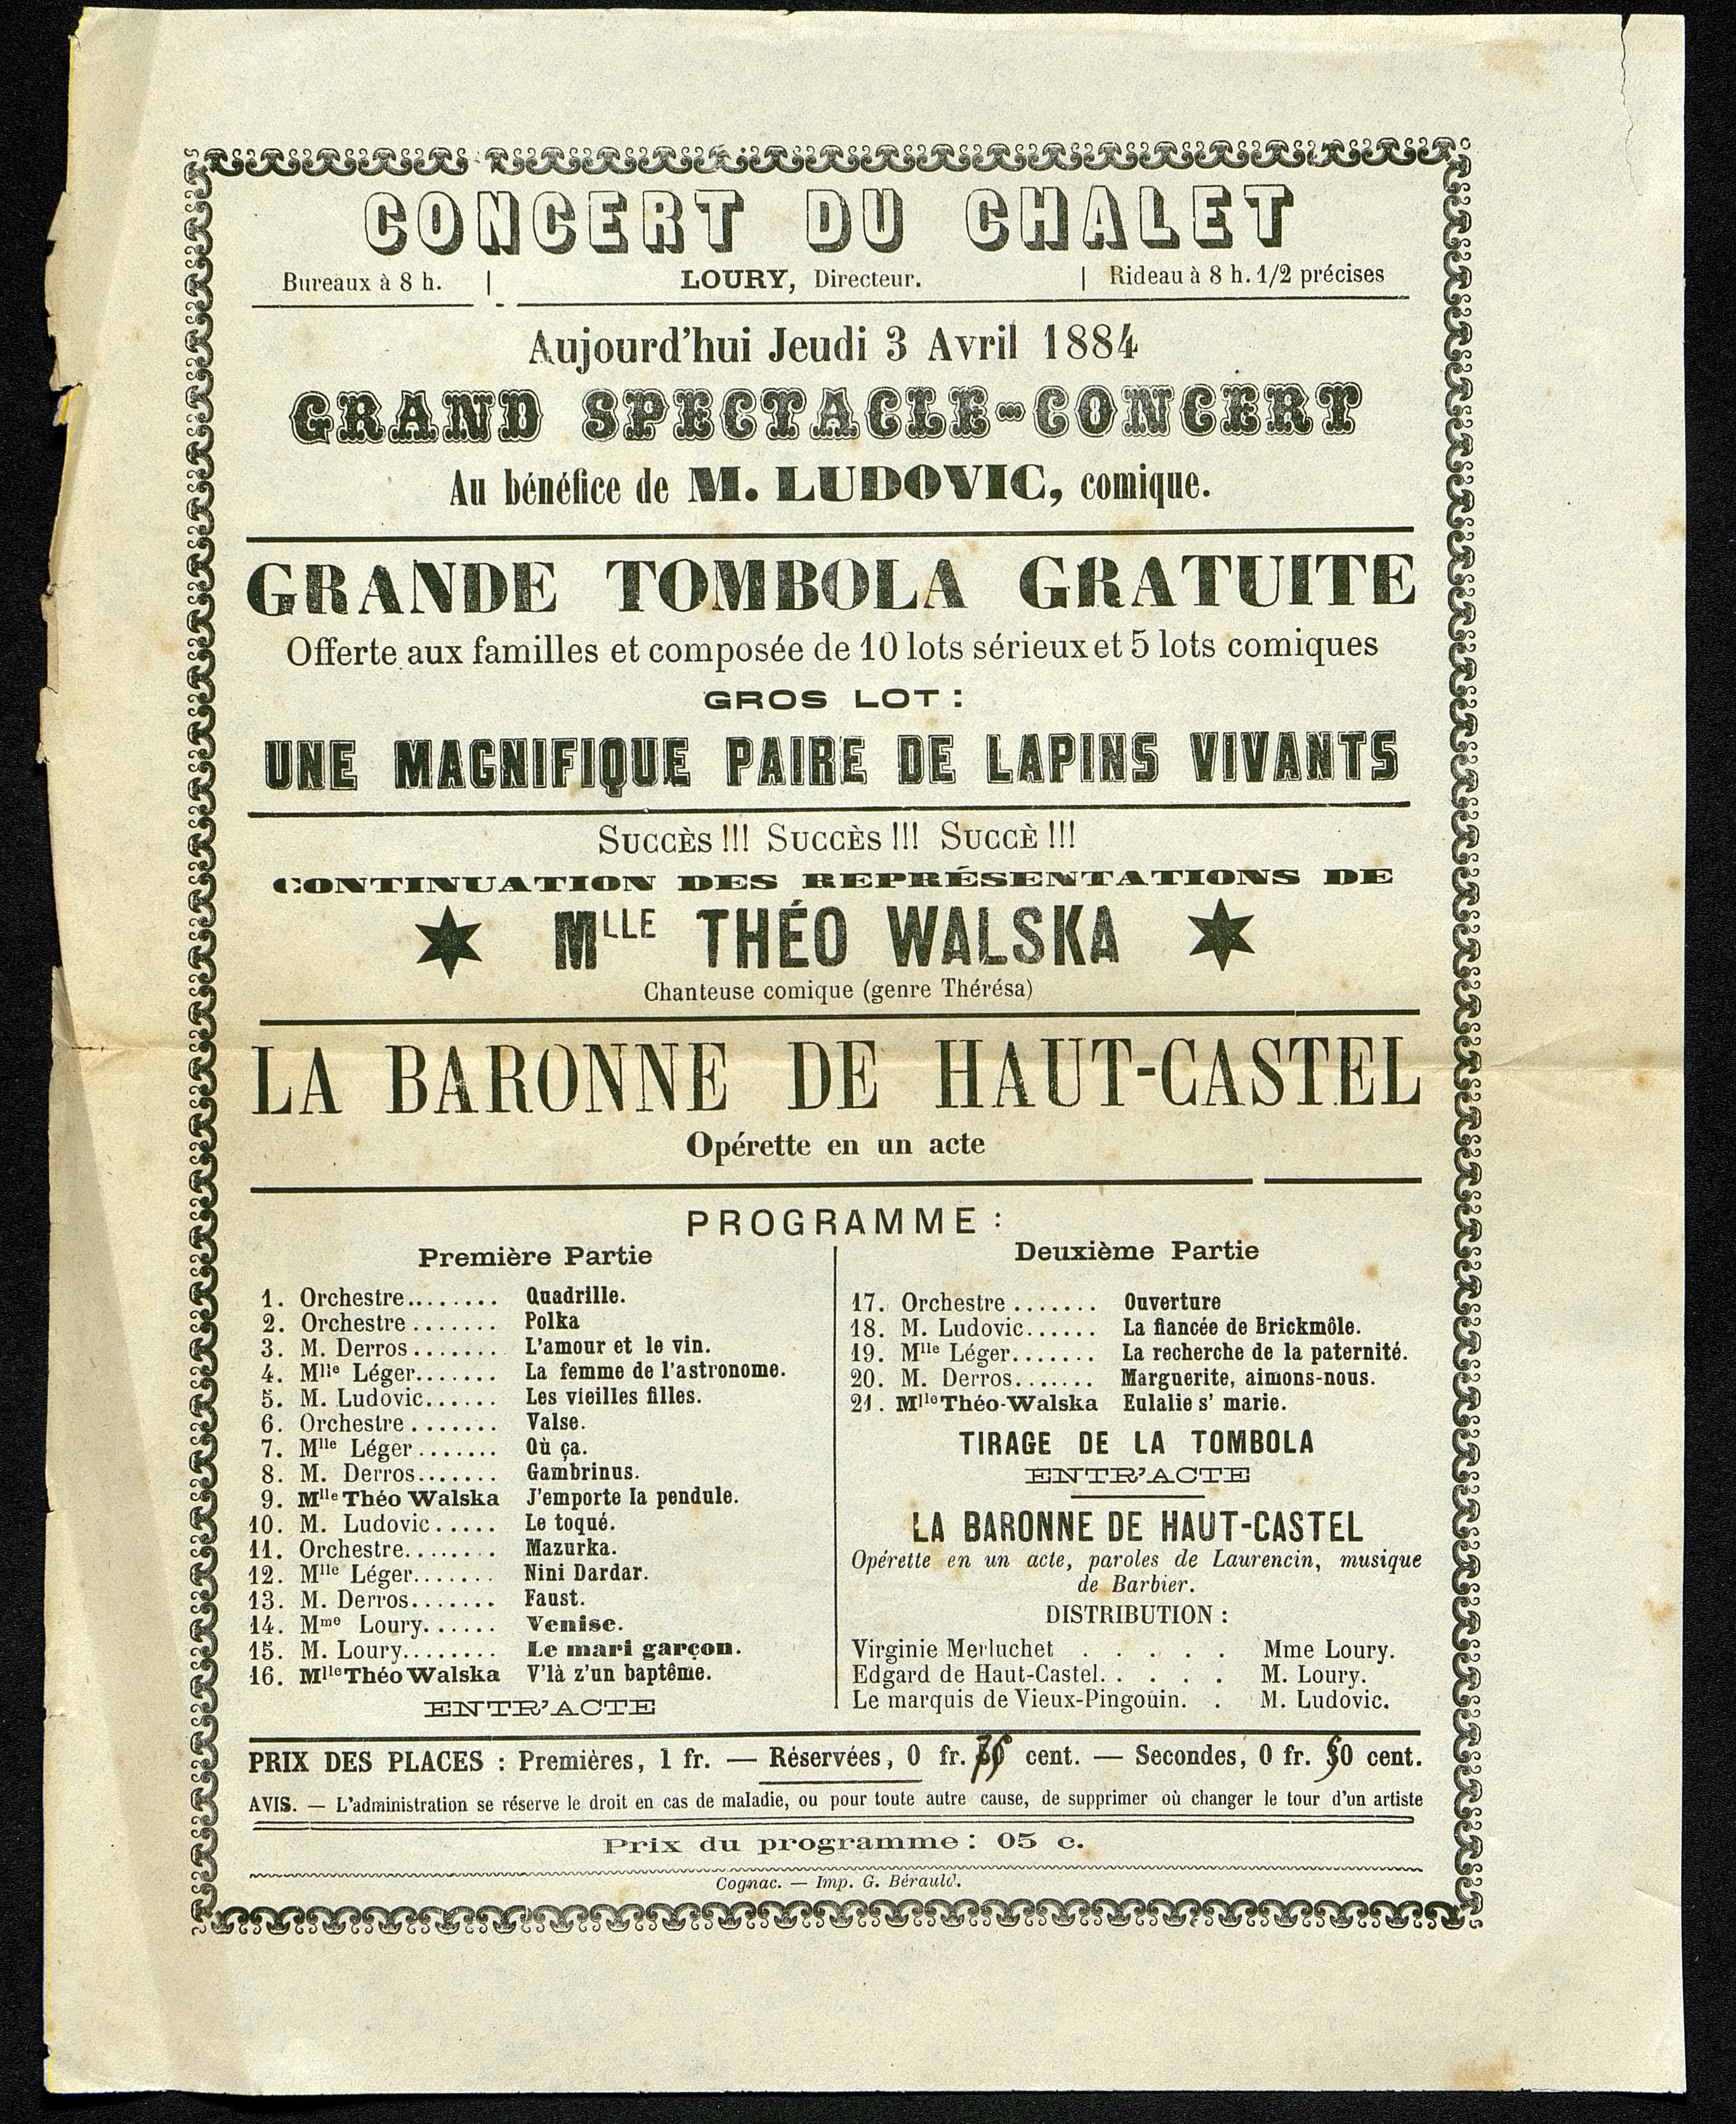 CONCERT DU CHALET
Bureaux à 8 h. | LOURY, Directeur. | Rideau à 8 h. 1/2 précises
Aujourd'hui Jeudi 3 Avril 1884
GRAND SPECTACLE-CONCERT
Au bénéfice de M. LUDOVIC, comique.
GRANDE TOMBOLA GRATUITE
Offerte aux familles et composée de 10 lots sérieux et 5 lots comiques
GROS LOT :
UNE MAGNIFIQUE PAIRE DE LAPINS VIVANTS
SUCCÈS !!! SUCCÈS !!! SUCCÈ !!!
CONTINUATION DES REPRÉSENTATIONS DE
MLLE THÉO WALSKA
Chanteuse comique (genre Thérésa)
LA BARONNE DE HAUT-CASTEL
Opérette en un acte
PROGRAMME :
Première Partie
1. Orchestre........ Quadrille.
2. Orchestre ....... Polka
3. M. Derros ....... L'amour et le vin.
4. Mlle Léger....... La femme de l'astronome.
5. M. Ludovic...... Les vieilles filles.
6. Orchestre ....... Valse.
7. Mlle Léger ....... Où ça.
8. M. Derros....... Gambrinus.
9. Mlle Théo Walska J'emporte la pendule.
10. M. Ludovic ..... Le toqué.
11. Orchestre........ Mazurka.
12. Mlle Léger....... Nini Dardar.
13. M. Derros....... Faust.
14. Mme Loury...... Venise.
15. M. Loury........ Le mari garçon.
16. Mlle Théo Walska V'là z'un baptême.
ENTR'ACTE
Deuxième Partie
17. Orchestre ....... Ouverture
18. M. Ludovic...... La fiancée de Brickmôle.
19. Mlle Léger....... La recherche de la paternité.
20. M. Derros....... Marguerite, aimons-nous.
21. Mlle Théo-Walska Eulalie s' marie.
TIRAGE DE LA TOMBOLA
ENTR'ACTE
LA BARONNE DE HAUT-CASTEL
Opérette en un acte, paroles de Laurencin, musique
de Barbier.
DISTRIBUTION :
Virginie Merluchet . . . . . Mme Loury.
Edgard de Haut-Castel. . . . . M. Loury.
Le marquis de Vieux-Pingouin. . M. Ludovic.
PRIX DES PLACES : Premières, 1 fr. — Réservées, 0 fr. 75 cent. — Secondes, 0 fr. 50 cent.
AVIS. — L'administration se réserve le droit en cas de maladie, ou pour toute autre cause, de supprimer où changer le tour d'un artiste
Prix du programme : 05 c.
Cognac. — Imp. G. Bérauld.